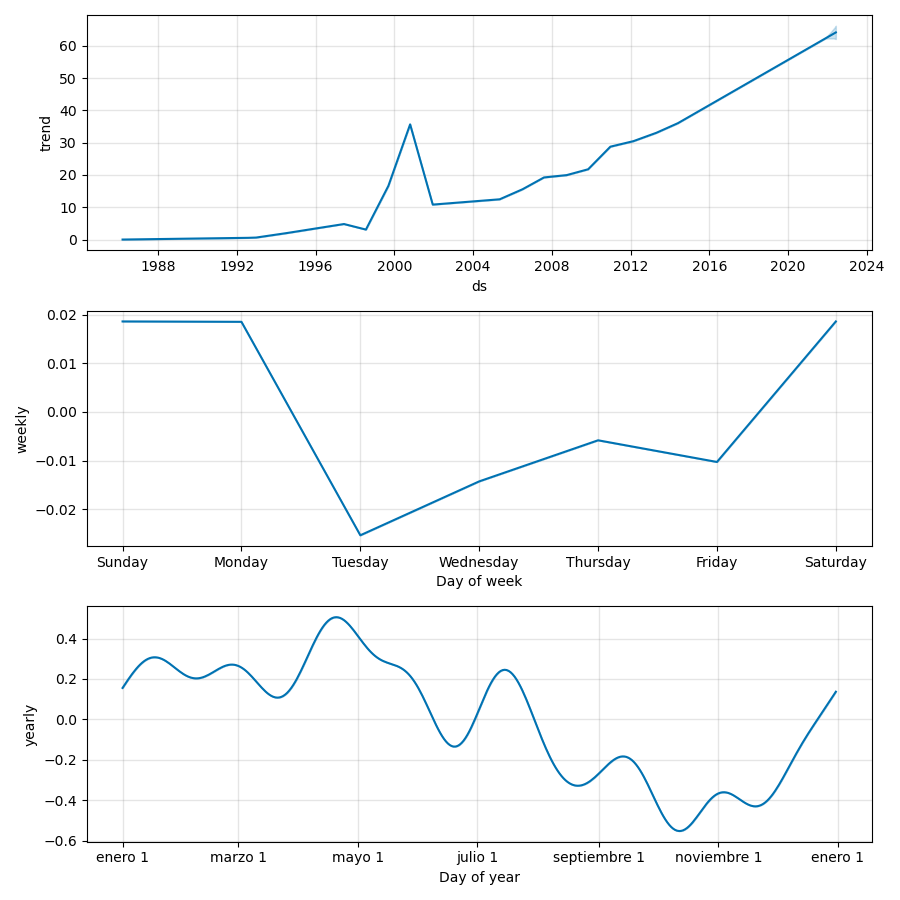 60
50
40
30
20
10
0
trend
1988 1992 1996 2000 2004 2008 2012 2016 2020 2024
ds
0.02
0.01
0.00
−0.01
−0.02
weekly
Sunday Monday Tuesday Wednesday Thursday Friday Saturday
Day of week
0.4
0.2
0.0
−0.2
−0.4
−0.6
yearly
enero 1 marzo 1 mayo 1 julio 1 septiembre 1 noviembre 1 enero 1
Day of year